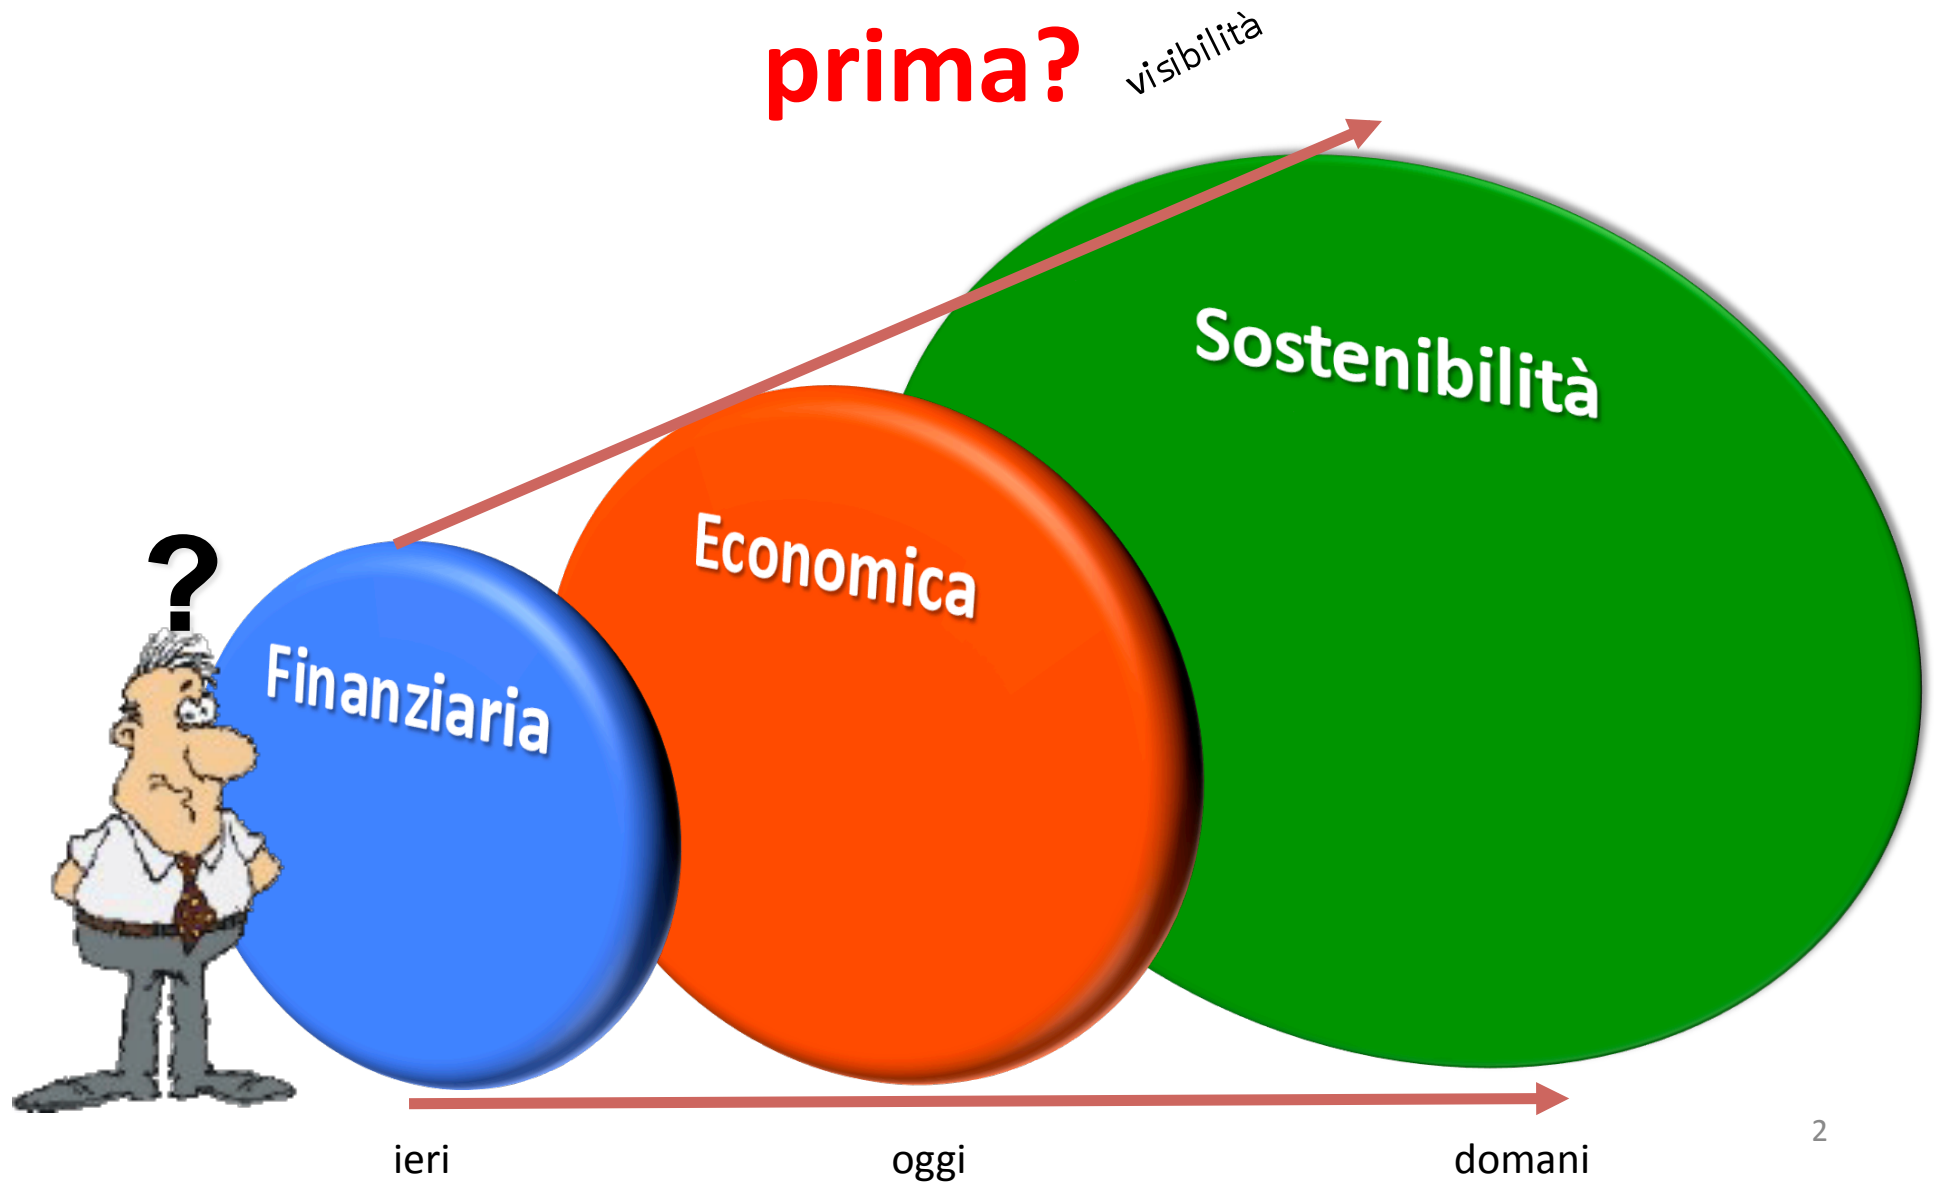 prima?
visibilità
Sostenibilità
Economica
?
Finanziaria
ieri
oggi
domani
2